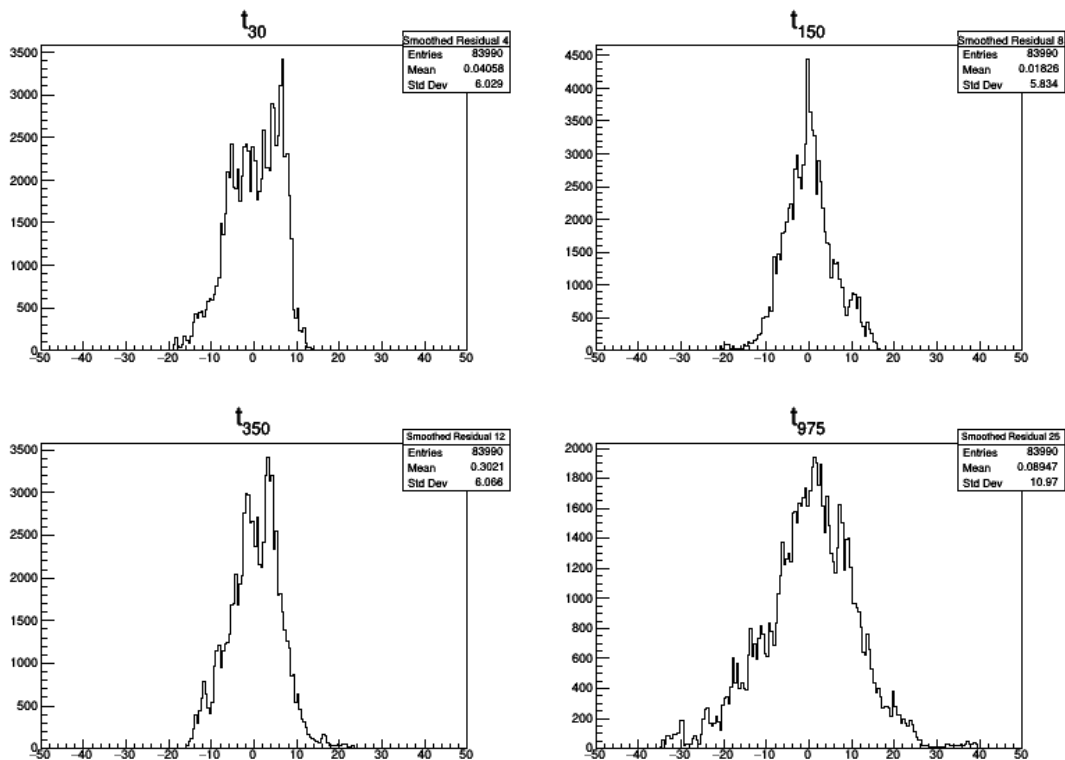 t30
Smoothed Residual 4
Entries 83990
Mean 0.04058
Std Dev 6.029
3500
3000
2500
2000
1500
1000
500
0
−50 −40 −30 −20 −10 0 10 20 30 40 50
t150
Smoothed Residual 8
Entries 83990
Mean 0.01826
Std Dev 5.834
4500
4000
3500
3000
2500
2000
1500
1000
500
0
−50 −40 −30 −20 −10 0 10 20 30 40 50
t350
Smoothed Residual 12
Entries 83990
Mean 0.3021
Std Dev 6.066
3500
3000
2500
2000
1500
1000
500
0
−50 −40 −30 −20 −10 0 10 20 30 40 50
t975
Smoothed Residual 25
Entries 83990
Mean 0.08947
Std Dev 10.97
2000
1800
1600
1400
1200
1000
800
600
400
200
0
−50 −40 −30 −20 −10 0 10 20 30 40 50